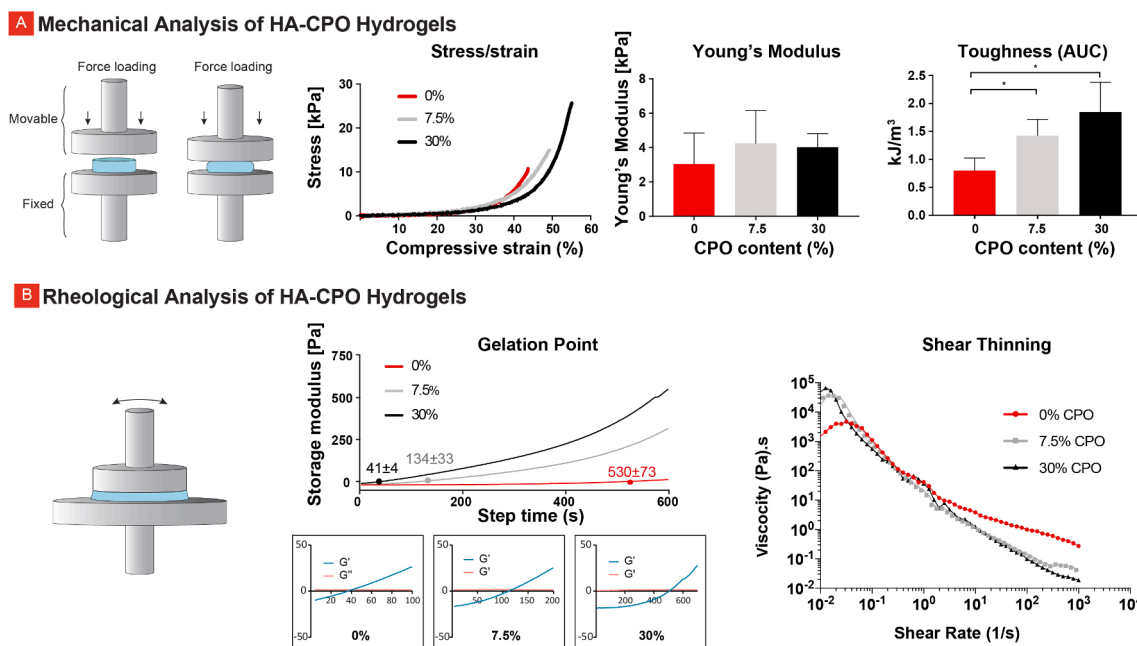 A Mechanical Analysis of HA-CPO Hydrogels
Force loading
Force loading
Movable
Fixed
Stress/strain
Stress [kPa]
30
20
10
0
0%
7.5%
30%
10 20 30 40 50 60
Compressive strain (%)
Young's Modulus
Young's Modulus [kPa]
8
6
4
2
0
0 7.5 30
CPO content (%)
Toughness (AUC)
kJ/m³
2.5
2.0
1.5
1.0
0.5
0.0
*
*
0 7.5 30
CPO content (%)
B Rheological Analysis of HA-CPO Hydrogels
Gelation Point
Storage modulus [Pa]
750
500
250
0
0%
7.5%
30%
41±4
134±33
530±73
0 200 400 600
Step time (s)
50
0
-50
G'
G"
20 40 60 80 100
0%
50
0
-50
G'
G'
50 100 150 200
7.5%
50
0
-50
G'
G'
200 400 600
30%
Shear Thinning
Viscocity (Pa).s
10⁵
10⁴
10³
10²
10¹
10⁰
10⁻¹
10⁻²
0% CPO
7.5% CPO
30% CPO
10⁻² 10⁻¹ 10⁰ 10¹ 10² 10³ 10⁴
Shear Rate (1/s)